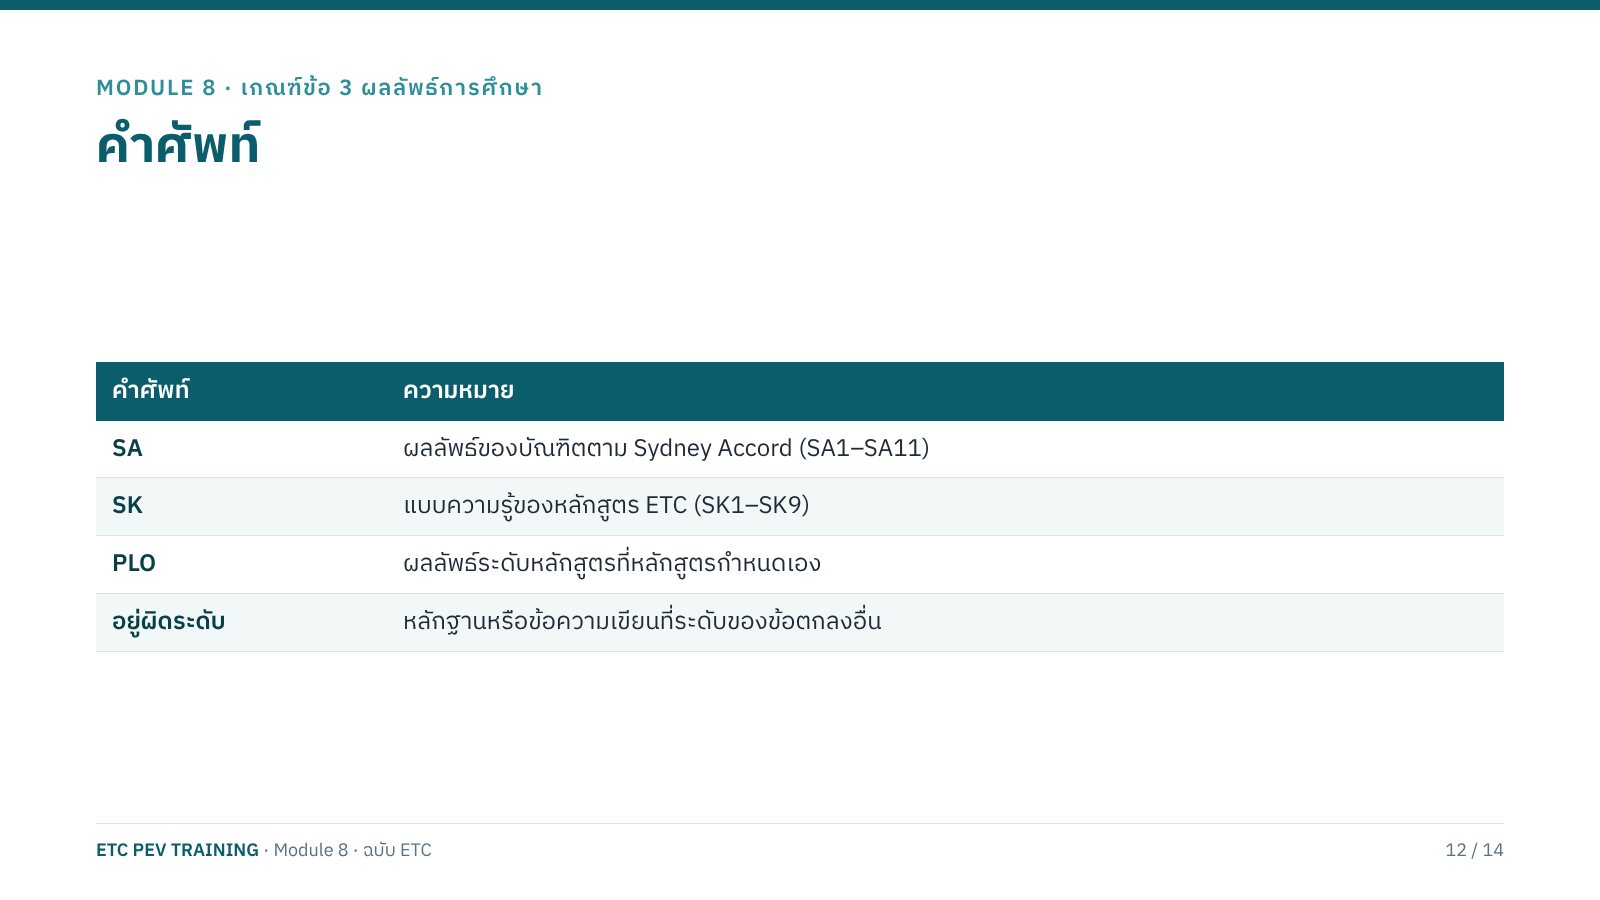 MODULE 8 · เกณฑ์ข้อ 3 ผลลัพธ์การศึกษา
คำศัพท์
คำศัพท์ ความหมาย
SA ผลลัพธ์ของบัณฑิตตาม Sydney Accord (SA1–SA11)
SK แบบความรู้ของหลักสูตร ETC (SK1–SK9)
PLO ผลลัพธ์ระดับหลักสูตรที่หลักสูตรกำหนดเอง
อยู่ผิดระดับ หลักฐานหรือข้อความเขียนที่ระดับของข้อตกลงอื่น
ETC PEV TRAINING · Module 8 · ฉบับ ETC 12 / 14